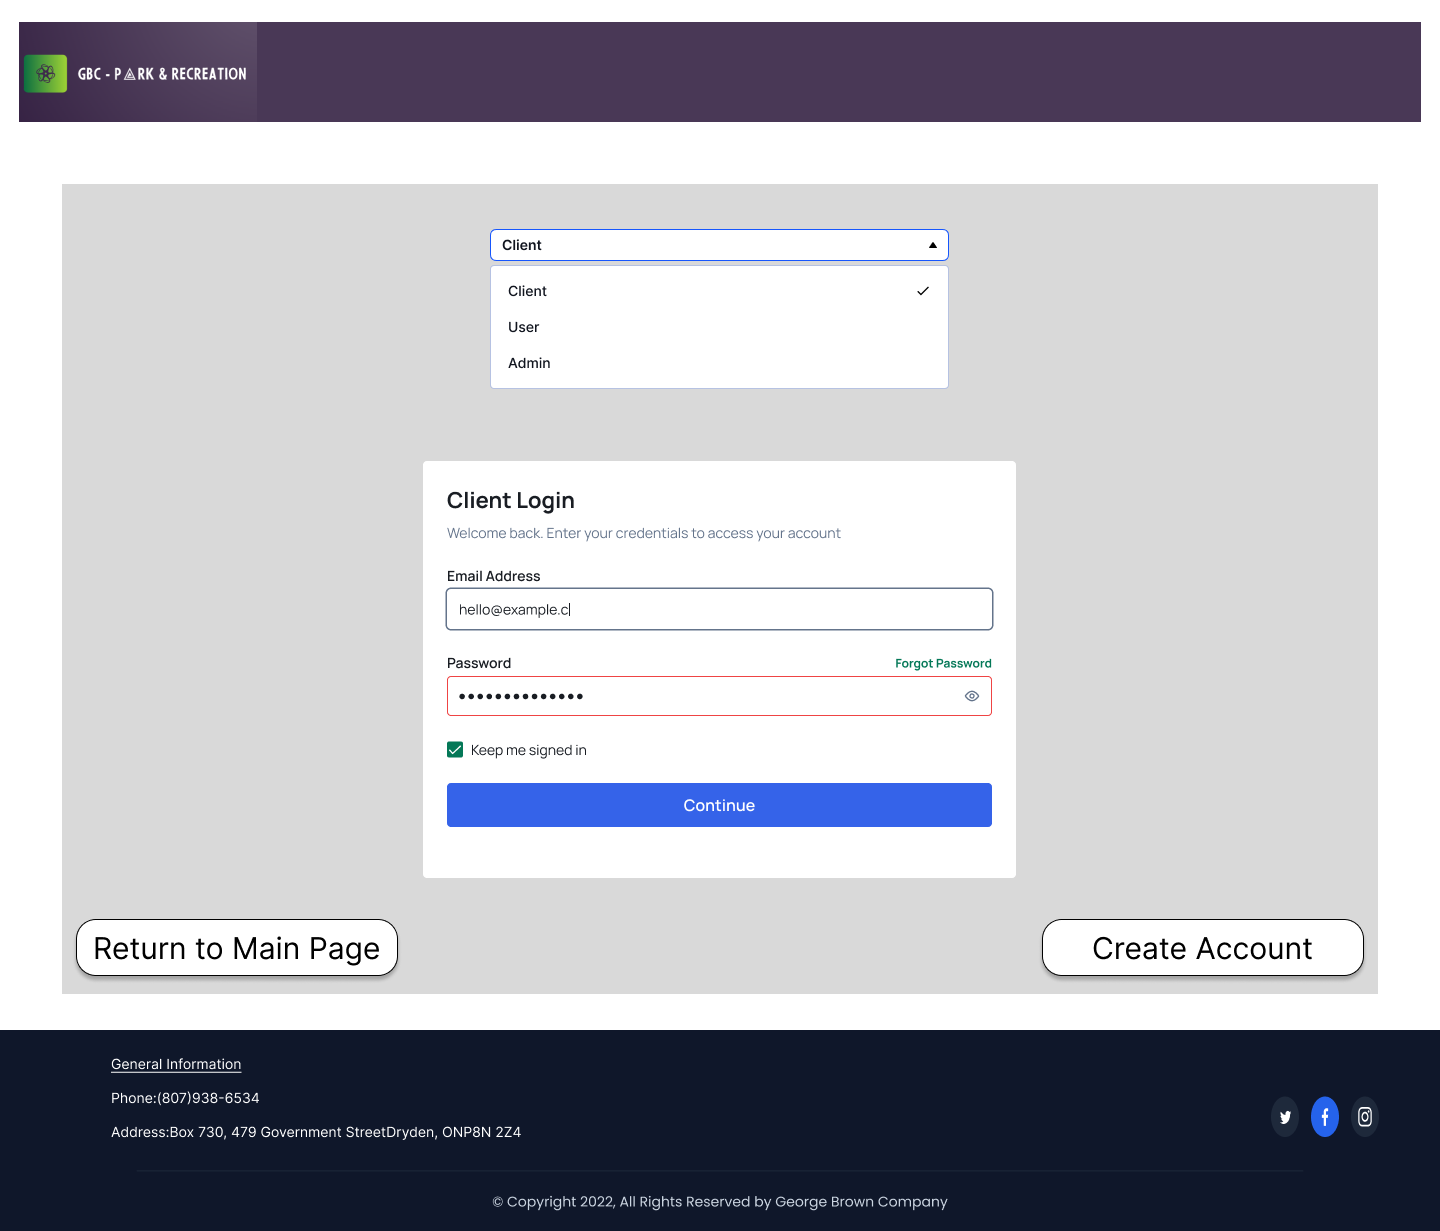 GBC - PARK & RECREATION
Client
Client
User
Admin
Client Login
Welcome back. Enter your credentials to access your account
Email Address
hello@example.c
Password
Forgot Password
Keep me signed in
Continue
Return to Main Page
Create Account
General Information
Phone:(807)938-6534
Address:Box 730, 479 Government StreetDryden, ONP8N 2Z4
© Copyright 2022, All Rights Reserved by George Brown Company